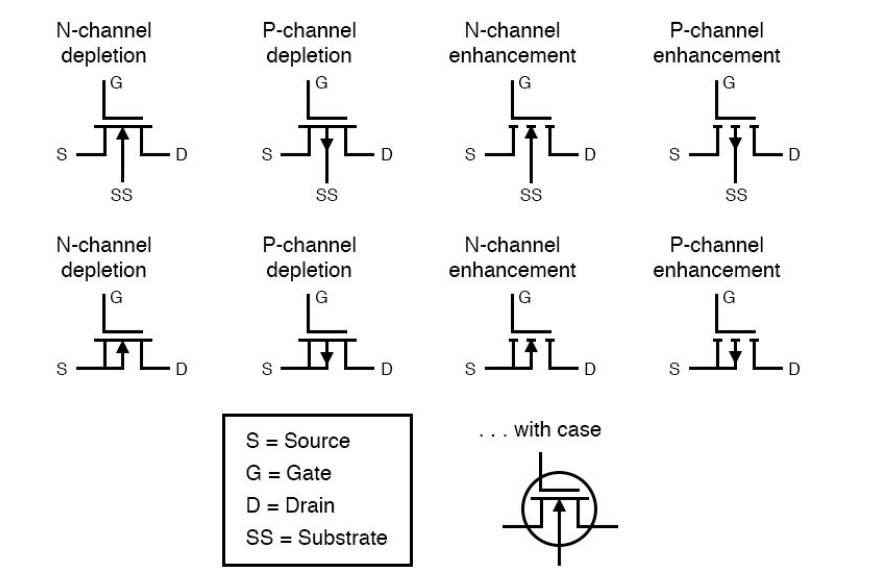 N-channel
depletion
P-channel
depletion
N-channel
enhancement
P-channel
enhancement
G
G
G
G
S
D
S
D
S
D
S
D
SS
SS
SS
SS
N-channel
depletion
P-channel
depletion
N-channel
enhancement
P-channel
enhancement
G
G
G
G
S
D
S
D
S
D
S
D
S = Source
G = Gate
D = Drain
SS = Substrate
. . . with case